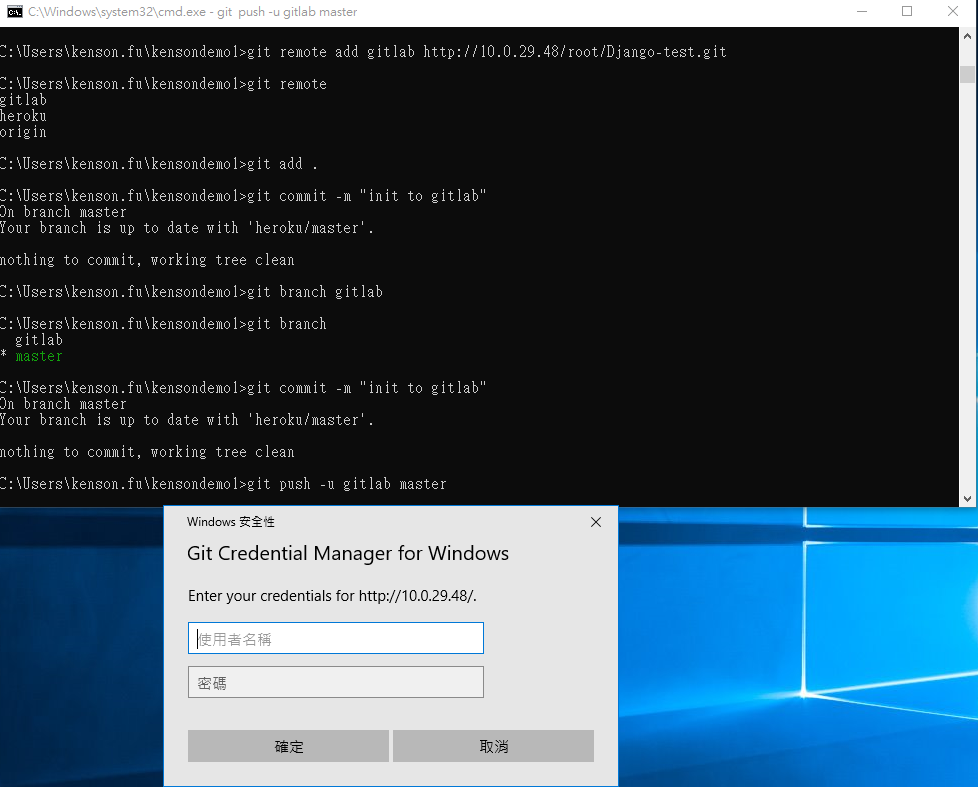 C:\Windows\system32\cmd.exe - git  push -u gitlab master
C:\Users\kenson.fu\kensondemo1>git remote add gitlab http://10.0.29.48/root/Django-test.git
C:\Users\kenson.fu\kensondemo1>git remote
gitlab
heroku
origin
C:\Users\kenson.fu\kensondemo1>git add .
C:\Users\kenson.fu\kensondemo1>git commit -m "init to gitlab"
On branch master
Your branch is up to date with 'heroku/master'.
nothing to commit, working tree clean
C:\Users\kenson.fu\kensondemo1>git branch gitlab
C:\Users\kenson.fu\kensondemo1>git branch
  gitlab
* master
C:\Users\kenson.fu\kensondemo1>git commit -m "init to gitlab"
On branch master
Your branch is up to date with 'heroku/master'.
nothing to commit, working tree clean
C:\Users\kenson.fu\kensondemo1>git push -u gitlab master
Windows 安全性
Git Credential Manager for Windows
Enter your credentials for http://10.0.29.48/.
使用者名稱
密碼
確定
取消